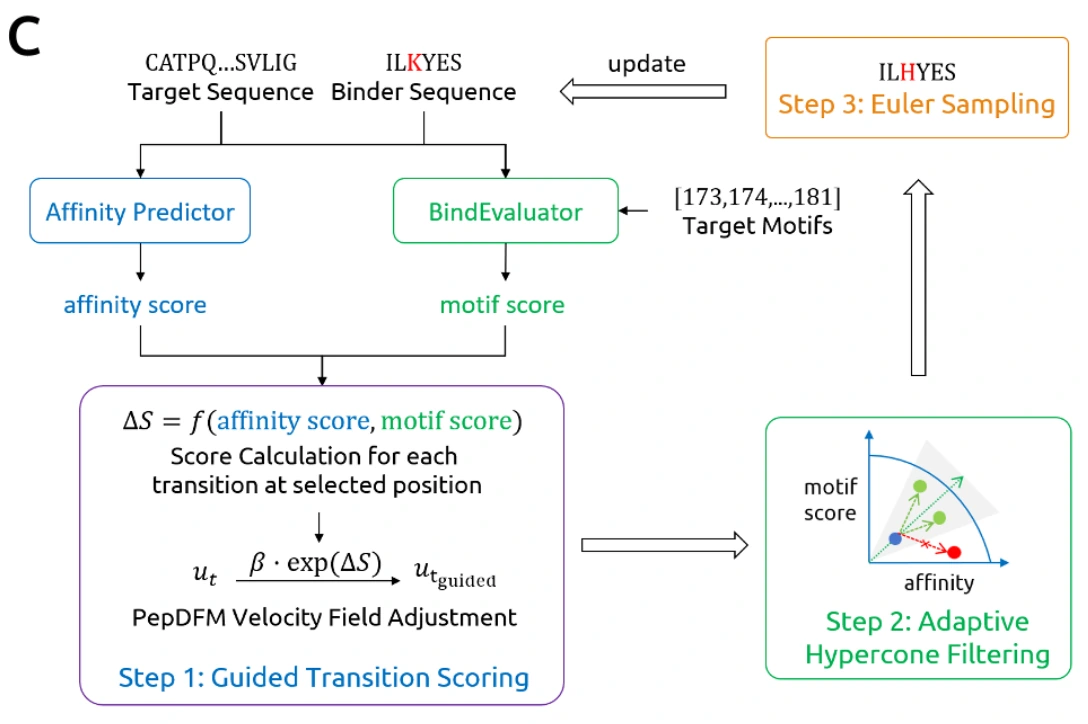 C
CATPQ...SVLIG
Target Sequence
ILKYES
Binder Sequence
update
ILHYES
Step 3: Euler Sampling
Affinity Predictor
BindEvaluator
[173,174,...,181]
Target Motifs
affinity score
motif score
ΔS = f(affinity score, motif score)
Score Calculation for each
transition at selected position
u_t β · exp(ΔS) u_t_guided
PepDFM Velocity Field Adjustment
Step 1: Guided Transition Scoring
motif
score
affinity
Step 2: Adaptive
Hypercone Filtering